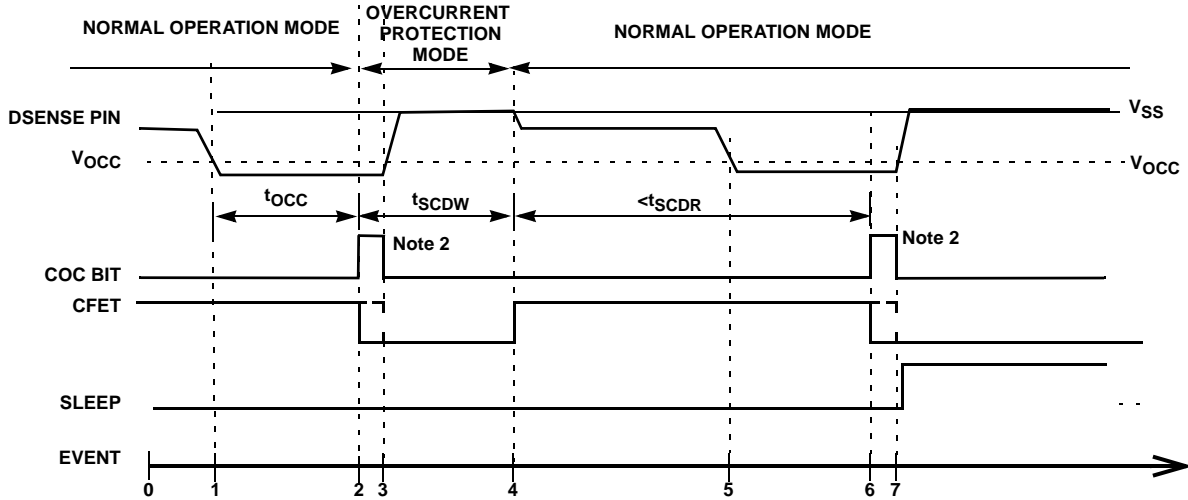 NORMAL OPERATION MODE
OVERCURRENT
PROTECTION
MODE
NORMAL OPERATION MODE
DSENSE PIN
VSS
VOCC
VOCC
tOCC
tSCDW
<tSCDR
Note 2
Note 2
COC BIT
CFET
SLEEP
EVENT
0 1 2 3 4 5 6 7